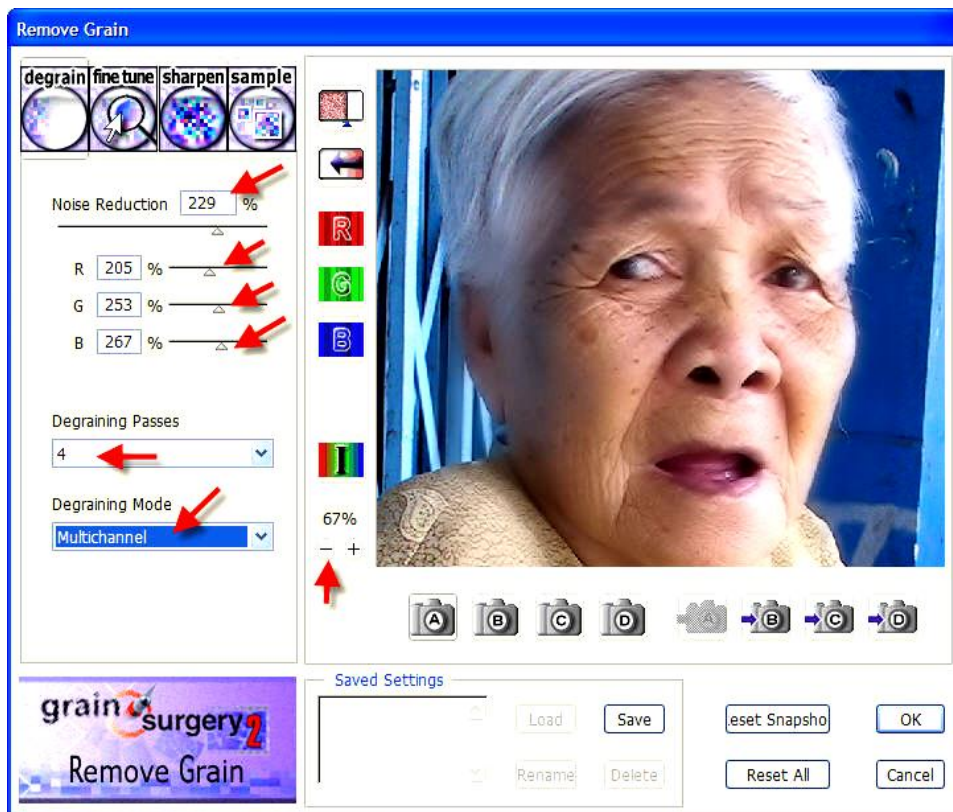 Remove Grain
degrain fine tune sharpen sample
Noise Reduction 229 %
R 205 %
G 253 %
B 267 %
Degraining Passes
4
Degraining Mode
Multichannel
R
G
B
I
67%
- +
A B C D A B C D
grain surgery 2
Remove Grain
Saved Settings
Load Save
Rename Delete
.eset Snapsho
Reset All
OK
Cancel